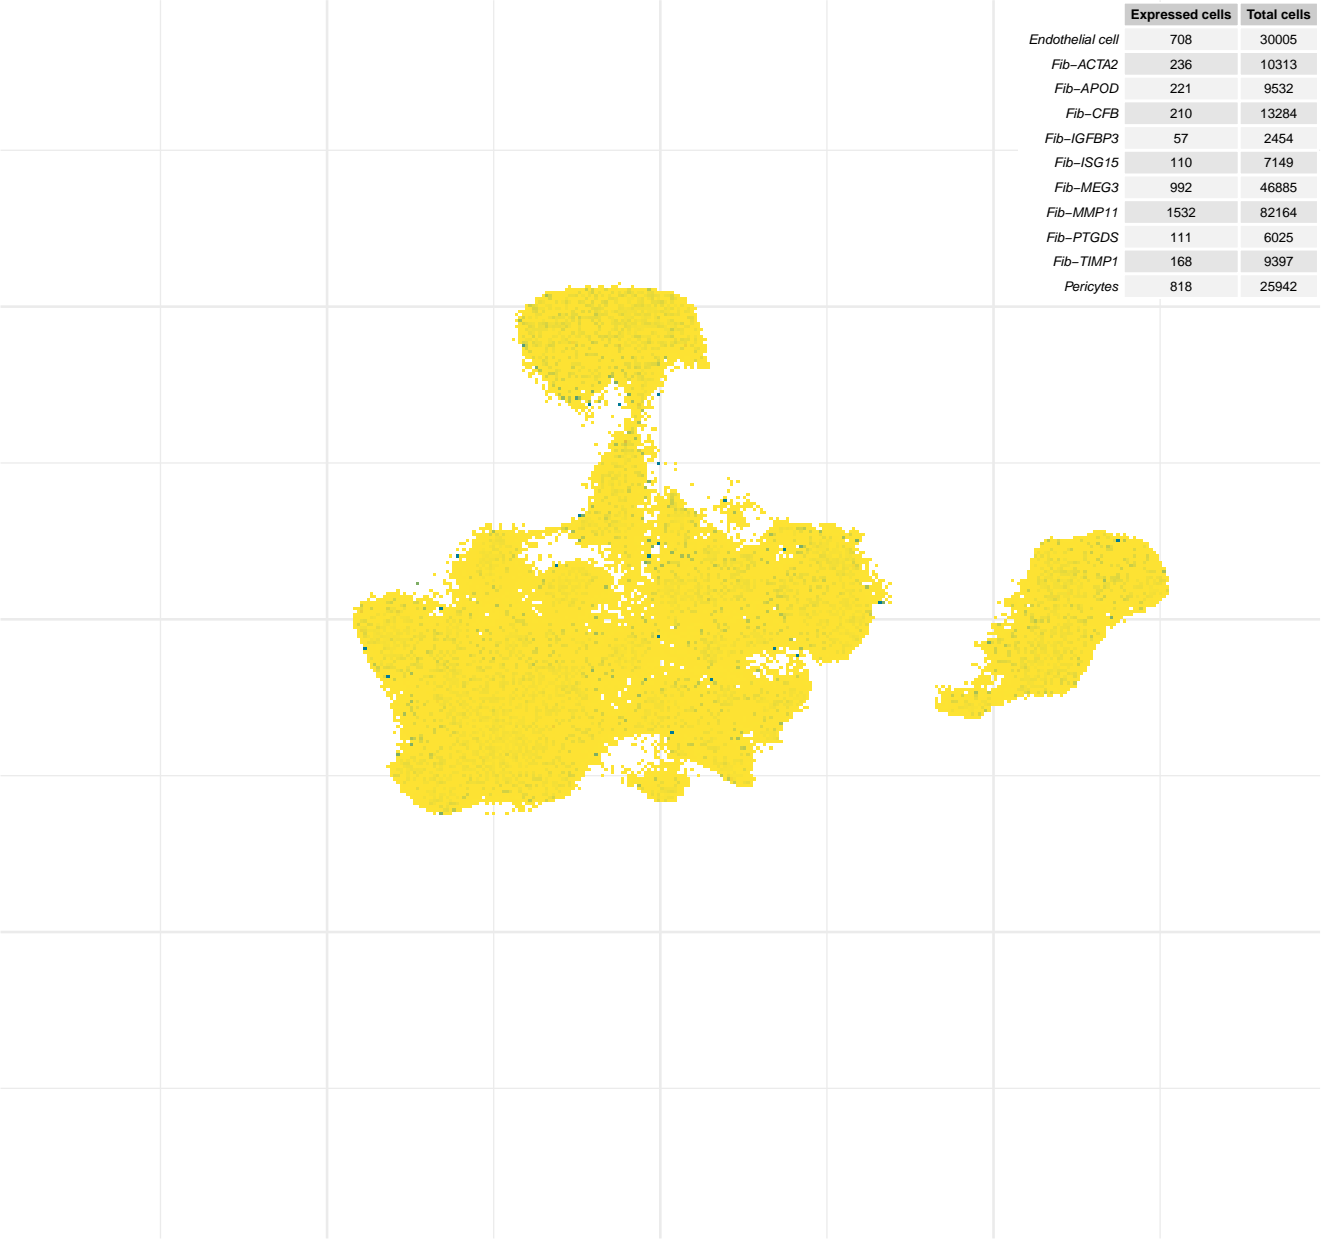 Expressed cells Total cells
Endothelial cell 708 30005
Fib−ACTA2 236 10313
Fib−APOD 221 9532
Fib−CFB 210 13284
Fib−IGFBP3 57 2454
Fib−ISG15 110 7149
Fib−MEG3 992 46885
Fib−MMP11 1532 82164
Fib−PTGDS 111 6025
Fib−TIMP1 168 9397
Pericytes 818 25942